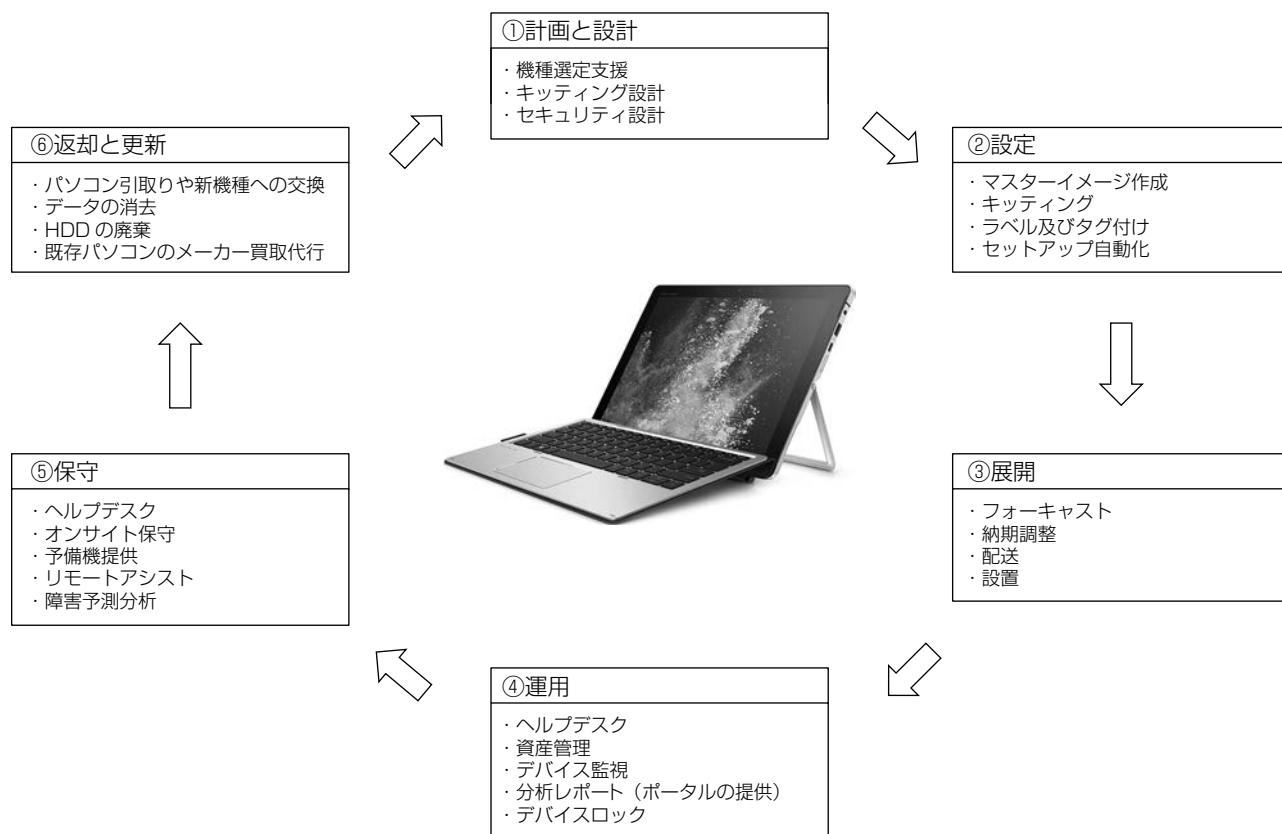 ①計画と設計
・機種選定支援
・キッティング設計
・セキュリティ設計
②設定
・マスターイメージ作成
・キッティング
・ラベル及びタグ付け
・セットアップ自動化
③展開
・フォーキャスト
・納期調整
・配送
・設置
④運用
・ヘルプデスク
・資産管理
・デバイス監視
・分析レポート（ポータルの提供）
・デバイスロック
⑤保守
・ヘルプデスク
・オンサイト保守
・予備機提供
・リモートアシスト
・障害予測分析
⑥返却と更新
・パソコン引取りや新機種への交換
・データの消去
・HDD の廃棄
・既存パソコンのメーカー買取代行